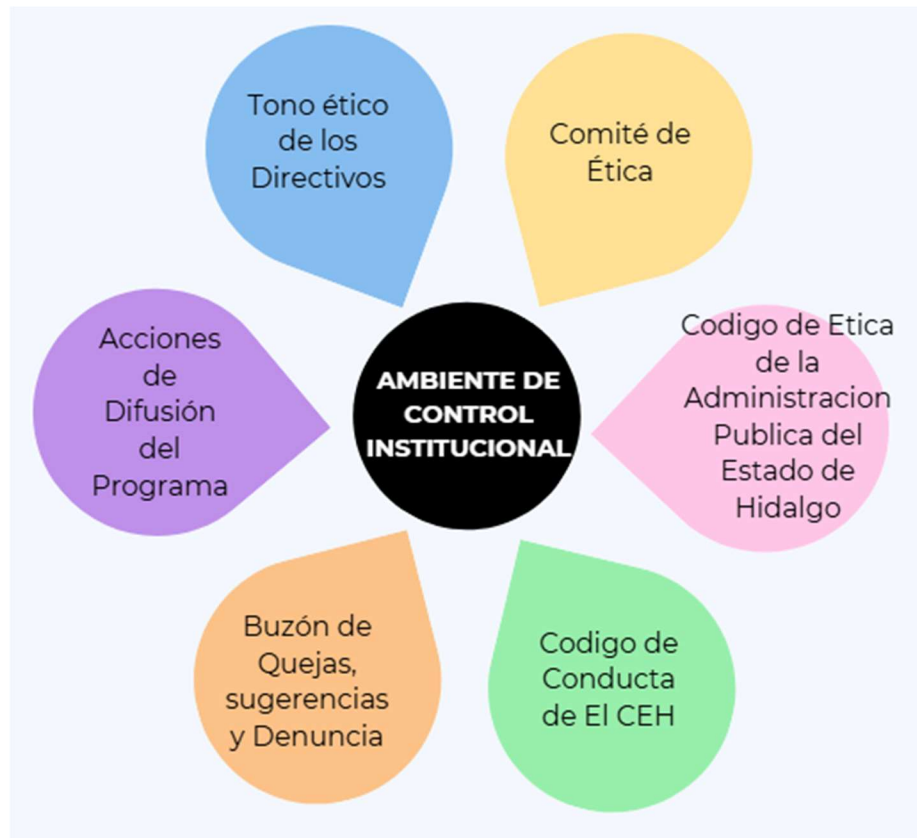 Tono ético
de los
Directivos
Comité de
Ética
Acciones
de
Difusión
del
Programa
AMBIENTE DE
CONTROL
INSTITUCIONAL
Codigo de Etica
de la
Administracion
Publica del
Estado de
Hidalgo
Buzón de
Quejas,
sugerencias
y Denuncia
Codigo de
Conducta
de El CEH